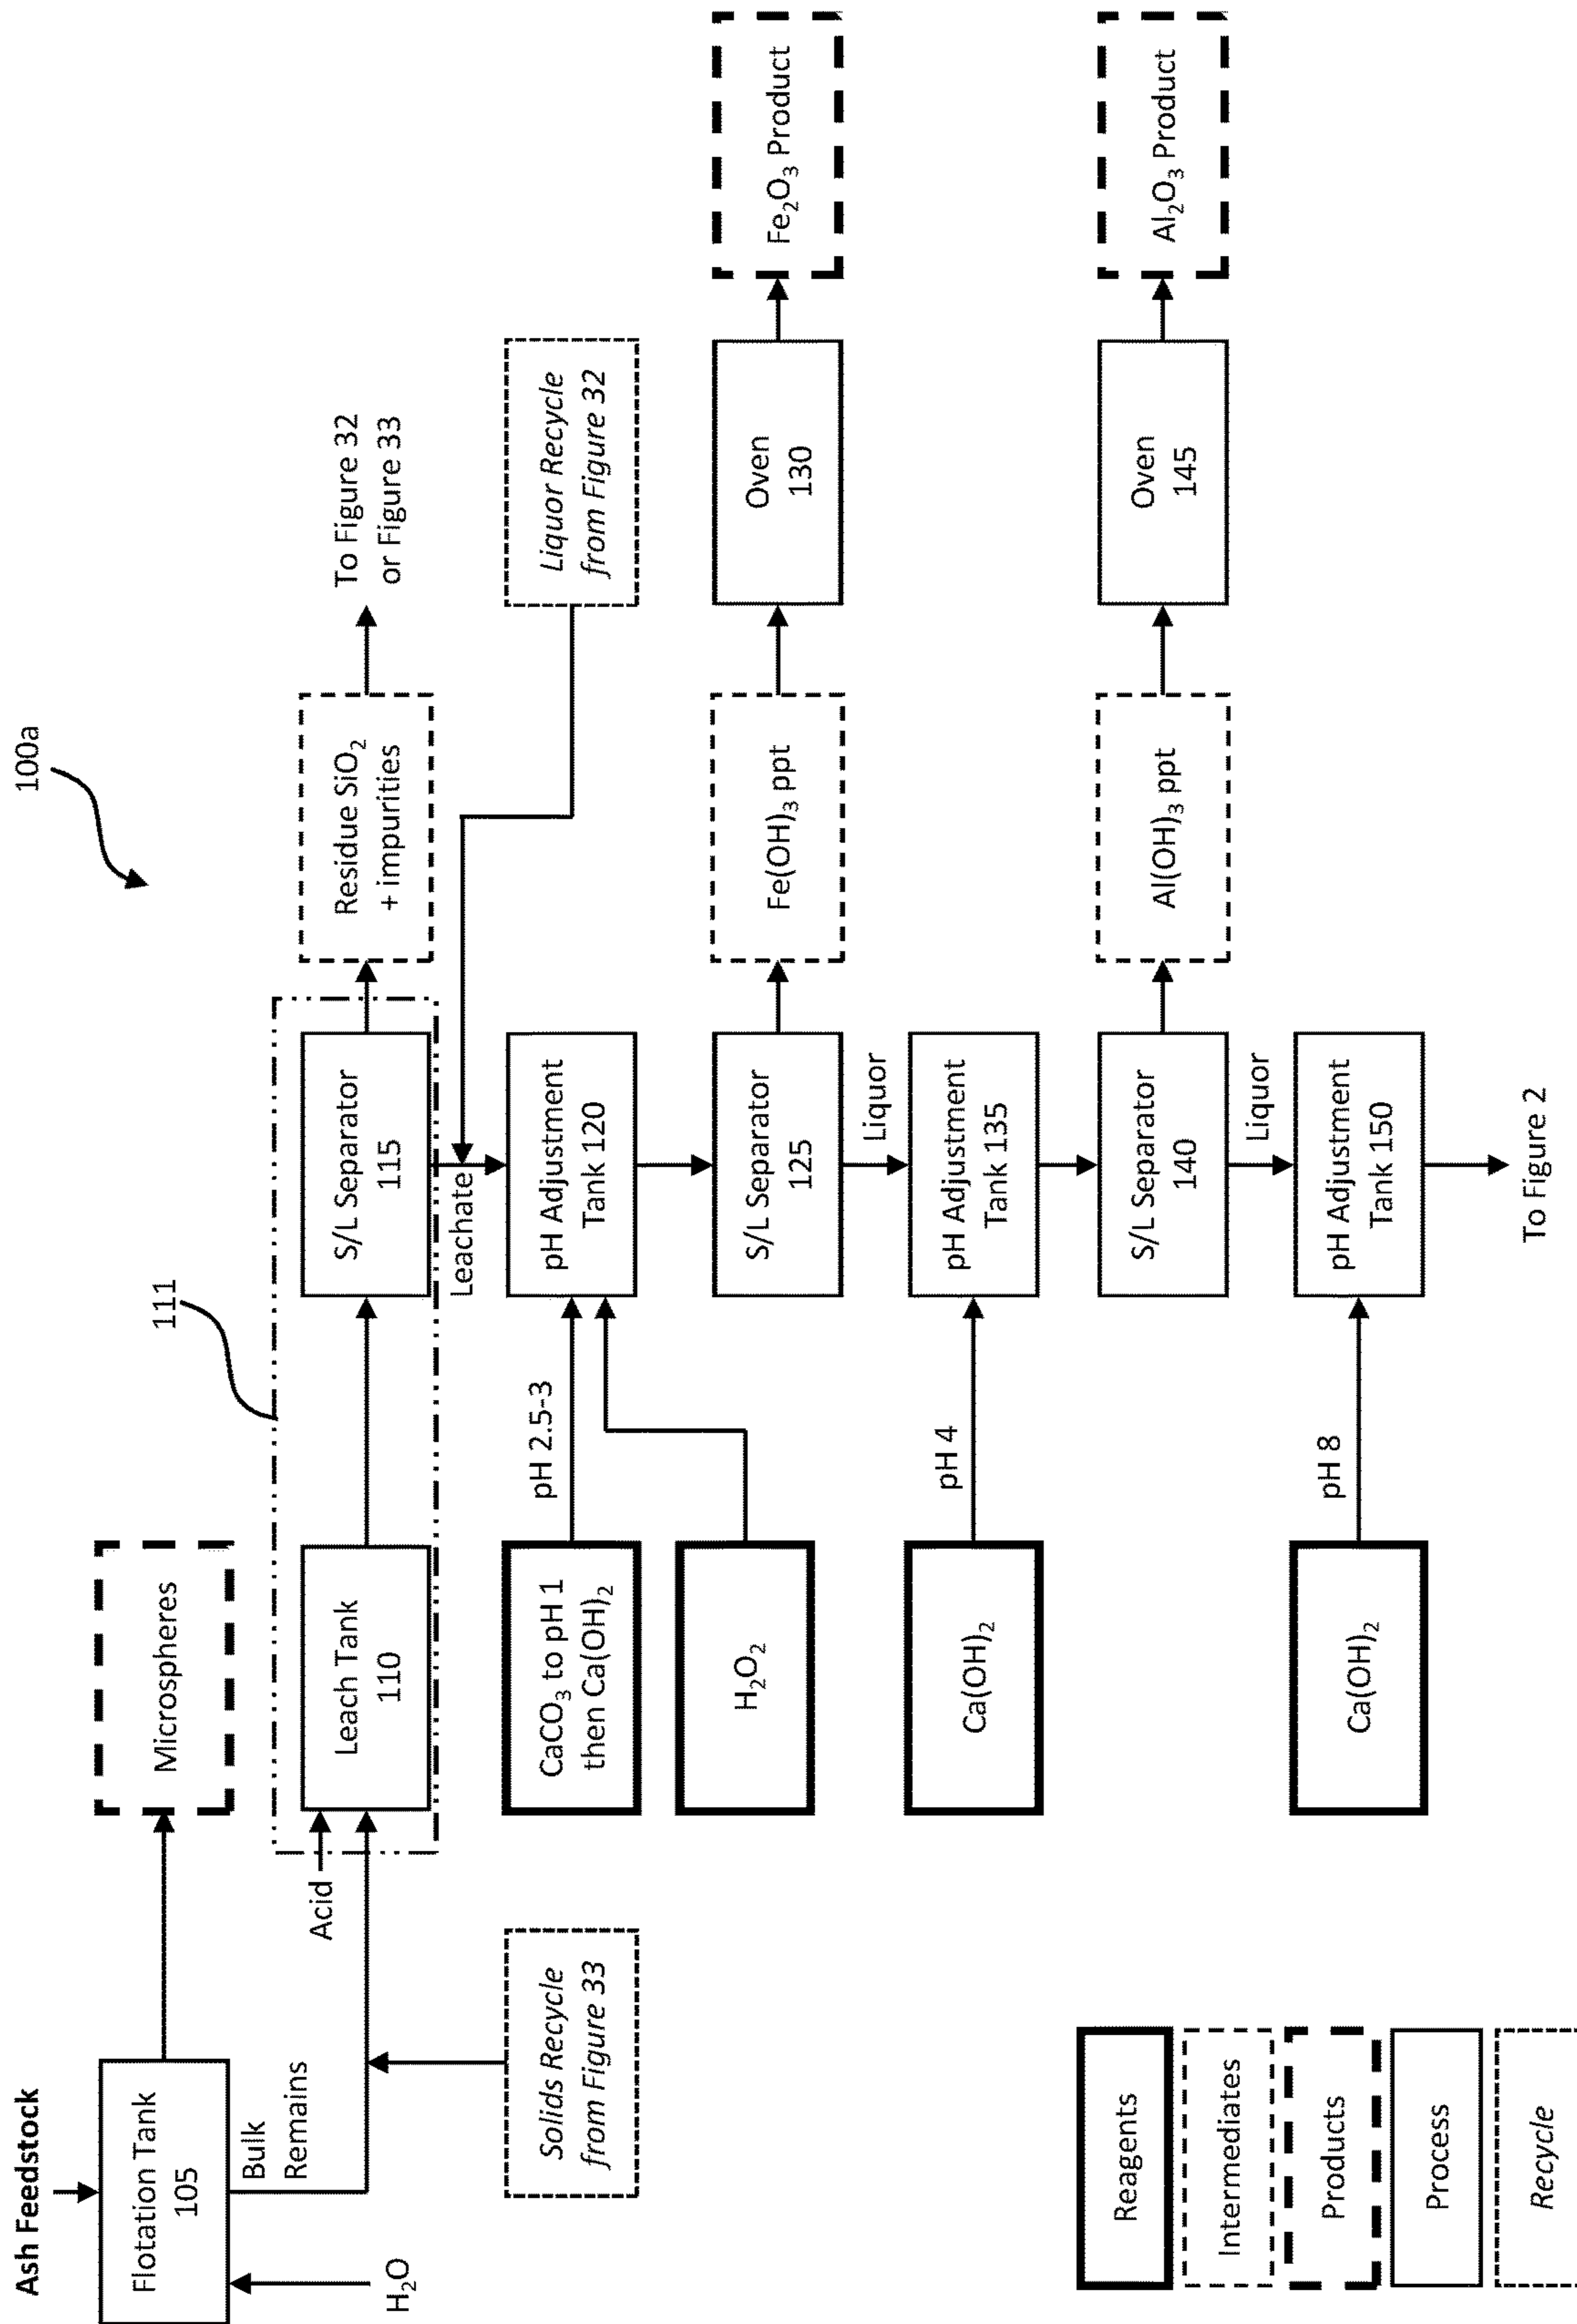 100a
Ash Feedstock
Flotation Tank
105
H₂O
Bulk
Remains
Microspheres
111
Acid
Leach Tank
110
S/L Separator
115
Residue SiO₂
+ impurities
To Figure 32
or Figure 33
Solids Recycle
from Figure 33
Leachate
Liquor Recycle
from Figure 32
CaCO₃ to pH 1
then Ca(OH)₂
pH 2.5-3
pH Adjustment
Tank 120
H₂O₂
S/L Separator
125
Fe(OH)₃ ppt
Oven
130
Fe₂O₃ Product
Liquor
Ca(OH)₂
pH 4
pH Adjustment
Tank 135
S/L Separator
140
Al(OH)₃ ppt
Oven
145
Al₂O₃ Product
Liquor
Ca(OH)₂
pH 8
pH Adjustment
Tank 150
To Figure 2
Reagents
Intermediates
Products
Process
Recycle